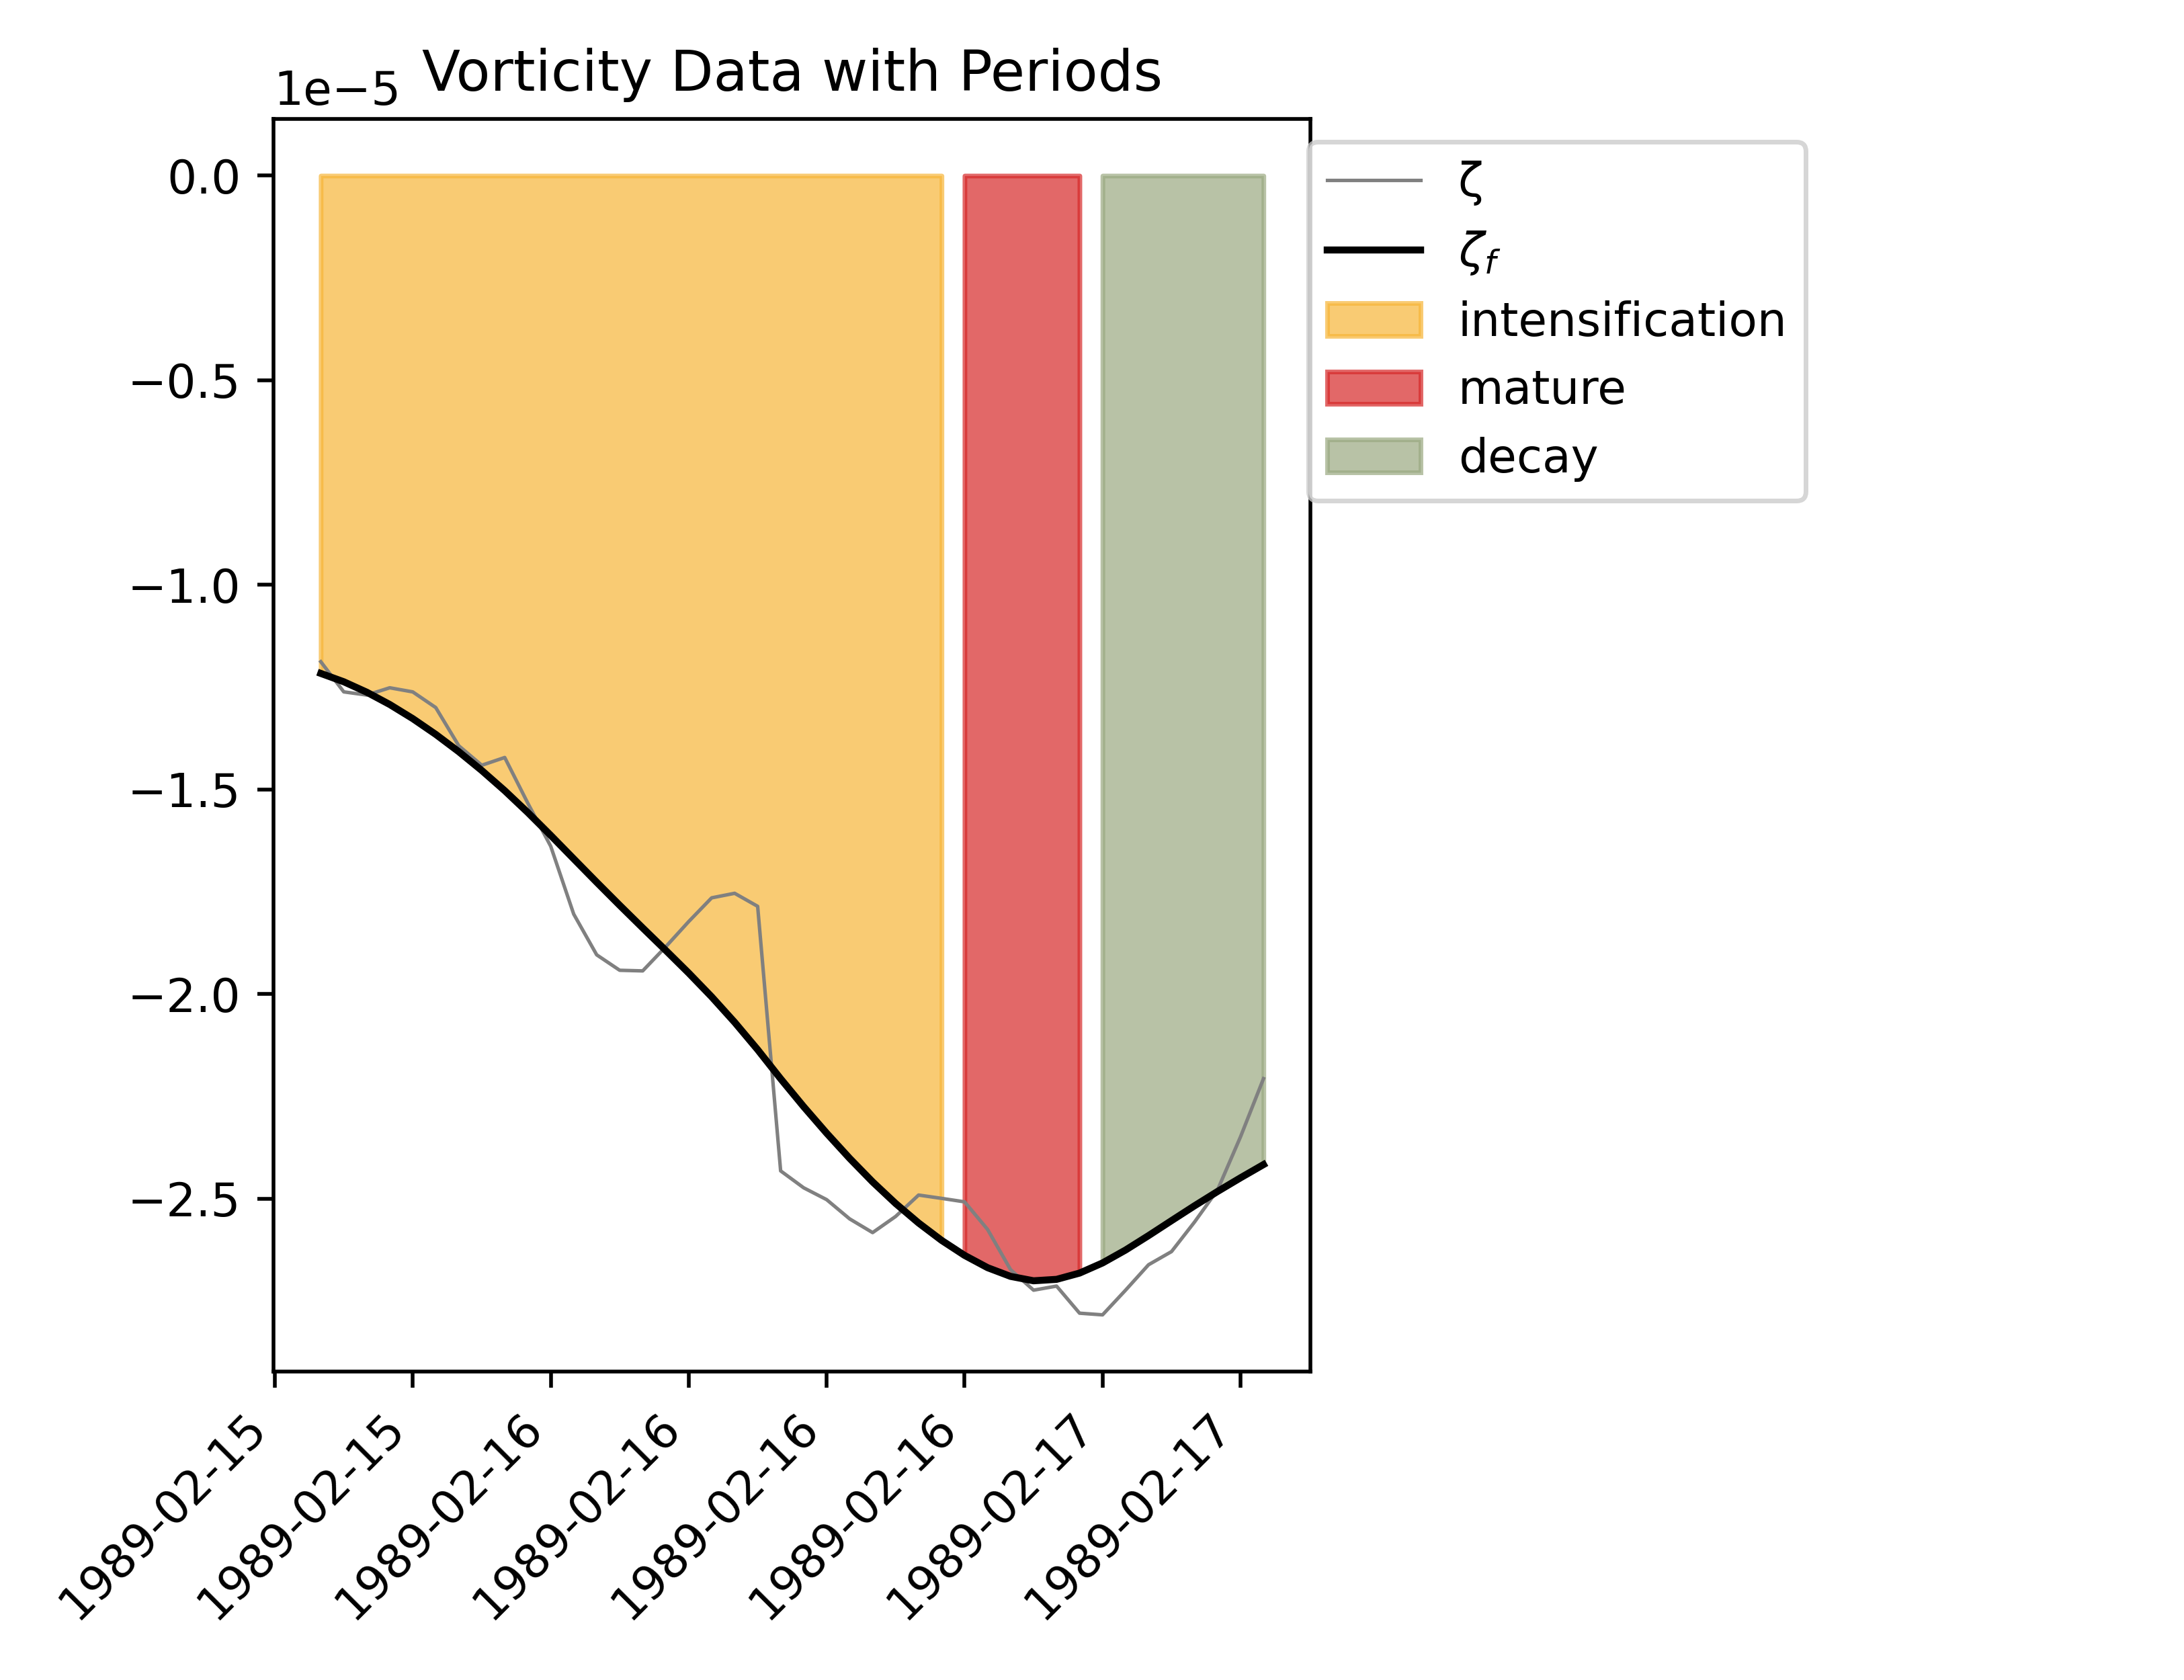 Vorticity Data with Periods
1e−5
0.0
−0.5
−1.0
−1.5
−2.0
−2.5
1989-02-15
1989-02-15
1989-02-16
1989-02-16
1989-02-16
1989-02-16
1989-02-17
1989-02-17
ζ
ζf
intensification
mature
decay